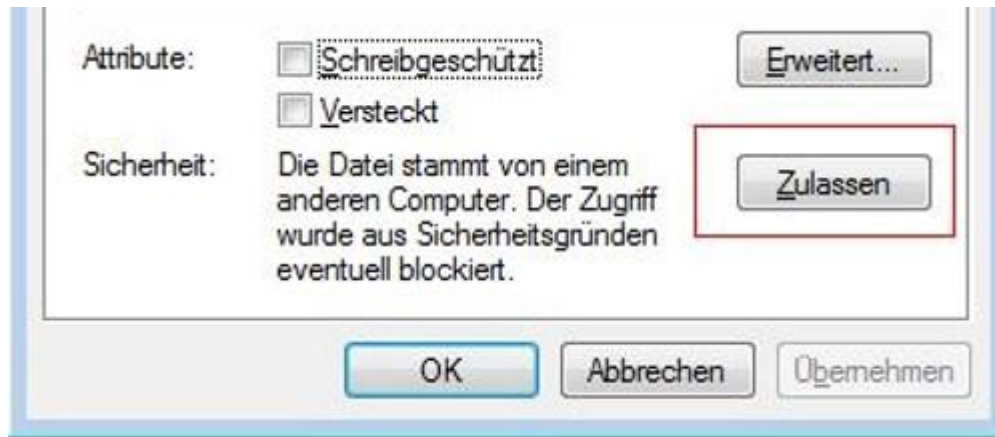 Attribute: Schreibgeschützt Erweitert...
Versteckt
Sicherheit: Die Datei stammt von einem
anderen Computer. Der Zugriff
wurde aus Sicherheitsgründen
eventuell blockiert.
Zulassen
OK Abbrechen Übernehmen